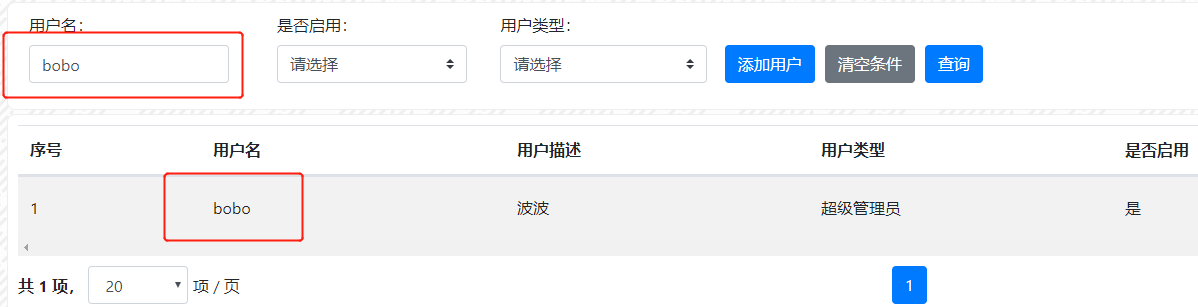 用户名： 是否启用： 用户类型：
bobo 请选择 请选择 添加用户 清空条件 查询
序号 用户名 用户描述 用户类型 是否启用
1 bobo 波波 超级管理员 是
共 1 项， 20 项 / 页 1